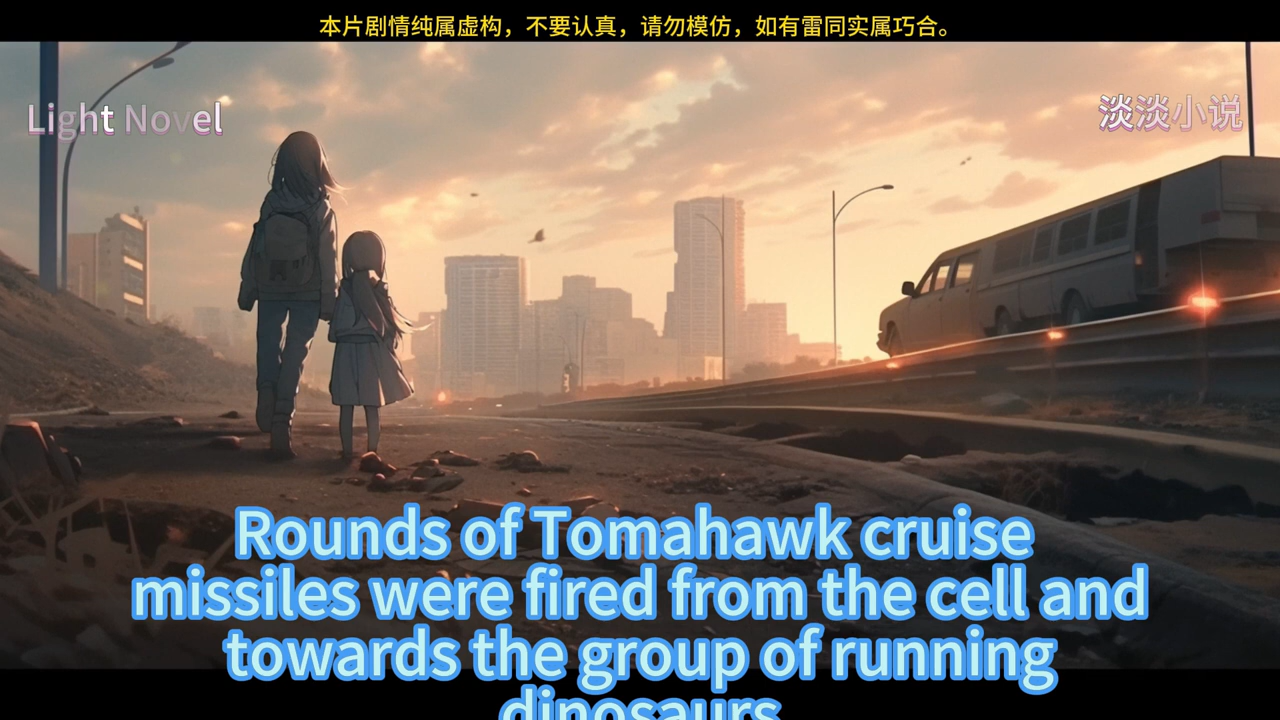 本片剧情纯属虚构，不要认真，请勿模仿，如有雷同实属巧合。
Light Novel
淡淡小说
Rounds of Tomahawk cruise
missiles were fired from the cell and
towards the group of running
dinosaurs